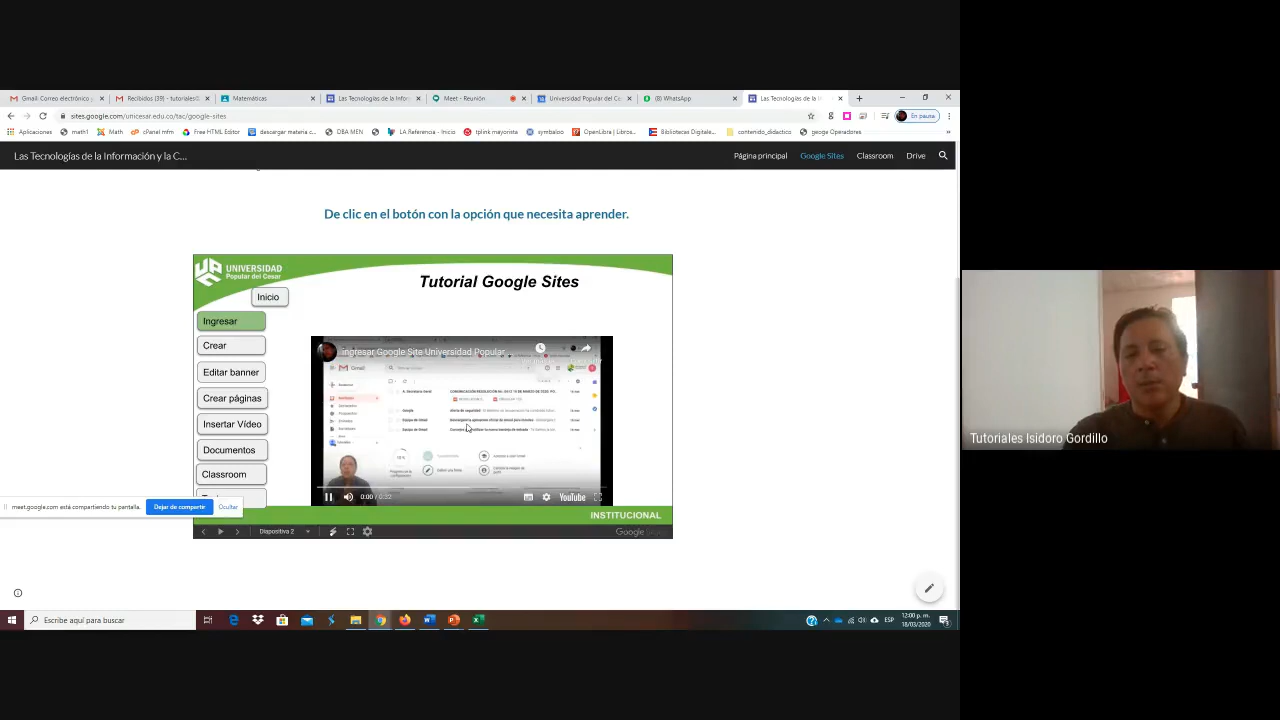 Gmail: Correo electrónico
Recibidos (39) - tutoriales
Matemáticas
Las Tecnologías de la Infor
Meet - Reunión
Universidad Popular del Ce
(8) WhatsApp
Las Tecnologías de la In
sites.google.com/unicesar.edu.co/tac/google-sites
En pausa
Aplicaciones
math1
Math
cPanel mfm
Free HTML Editor
descargar materia c...
DBA MEN
LA Referencia - Inicio
tplink mayorista
symbaloo
OpenLibra | Libros...
Bibliotecas Digitale...
contenido_didactico
geoge Operadores
Las Tecnologías de la Información y la C...
Página principal
Google Sites
Classroom
Drive
De clic en el botón con la opción que necesita aprender.
UNIVERSIDAD
Popular del Cesar
Tutorial Google Sites
Inicio
Ingresar
Crear
Editar banner
Crear páginas
Insertar Vídeo
Documentos
Classroom
ingresar Google Site Universidad Popular
Gmail
0:00 / 0:32
YouTube
meet.google.com está compartiendo tu pantalla.
Dejar de compartir
Ocultar
INSTITUCIONAL
Diapositiva 2
Google
Tutoriales Isidoro Gordillo
Escribe aquí para buscar
ESP
12:00 p. m.
18/03/2020